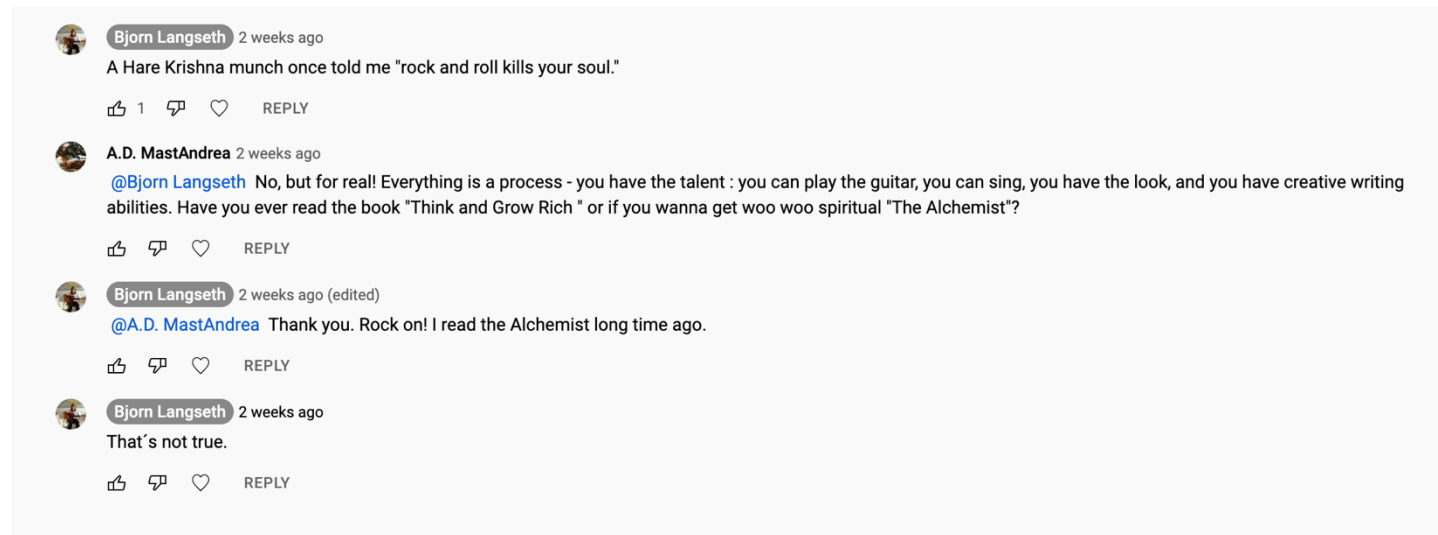 Bjorn Langseth 2 weeks ago
A Hare Krishna munch once told me "rock and roll kills your soul."
1 REPLY
A.D. MastAndrea 2 weeks ago
@Bjorn Langseth No, but for real! Everything is a process - you have the talent : you can play the guitar, you can sing, you have the look, and you have creative writing
abilities. Have you ever read the book "Think and Grow Rich " or if you wanna get woo woo spiritual "The Alchemist"?
REPLY
Bjorn Langseth 2 weeks ago (edited)
@A.D. MastAndrea Thank you. Rock on! I read the Alchemist long time ago.
REPLY
Bjorn Langseth 2 weeks ago
That´s not true.
REPLY